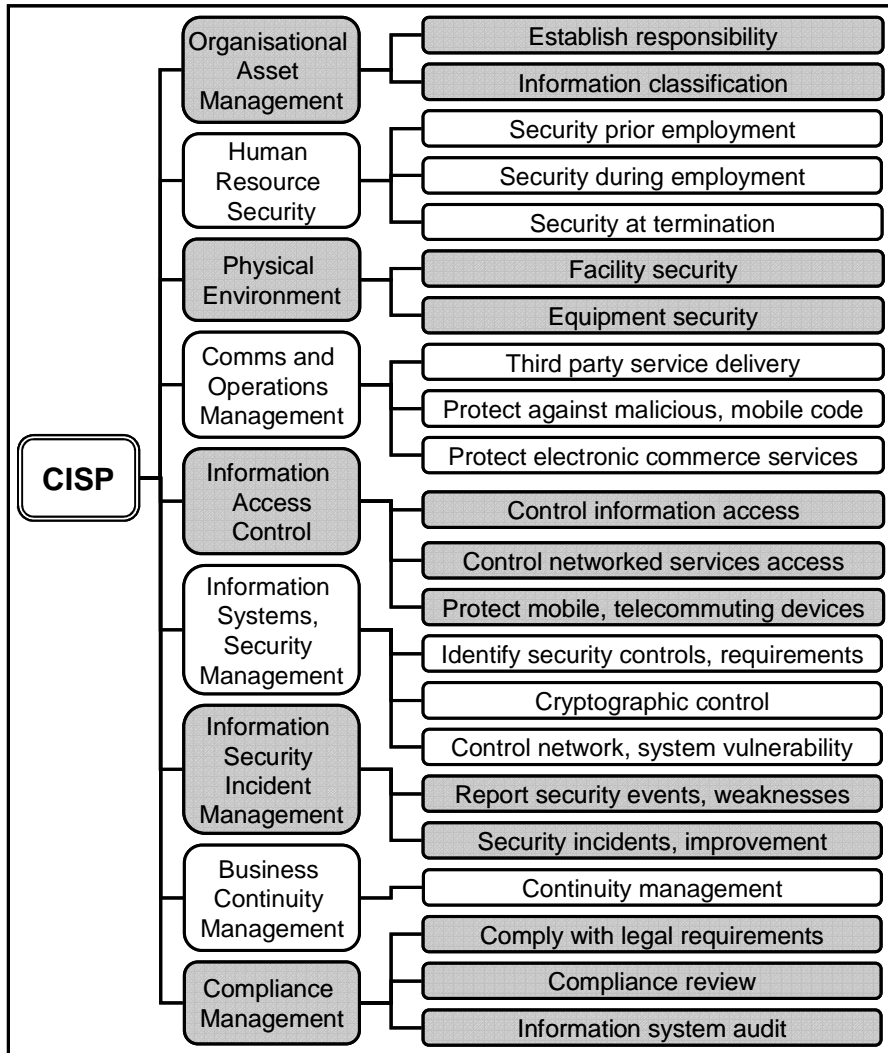 CISP
Organisational
Asset
Management
Establish responsibility
Information classification
Human
Resource
Security
Security prior employment
Security during employment
Security at termination
Physical
Environment
Facility security
Equipment security
Comms and
Operations
Management
Third party service delivery
Protect against malicious, mobile code
Protect electronic commerce services
Information
Access
Control
Control information access
Control networked services access
Protect mobile, telecommuting devices
Information
Systems,
Security
Management
Identify security controls, requirements
Cryptographic control
Control network, system vulnerability
Information
Security
Incident
Management
Report security events, weaknesses
Security incidents, improvement
Business
Continuity
Management
Continuity management
Compliance
Management
Comply with legal requirements
Compliance review
Information system audit